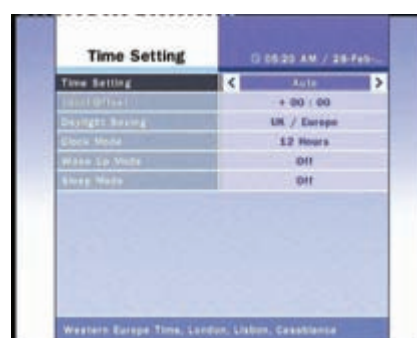 Time Setting
05:20 AM / 28-Feb-
Time Setting < Auto >
Local Offset + 00 : 00
Daylight Saving UK / Europe
Clock Mode 12 Hours
Wake Up Mode Off
Sleep Mode Off
Western Europe Time, London, Lisbon, Casablanca